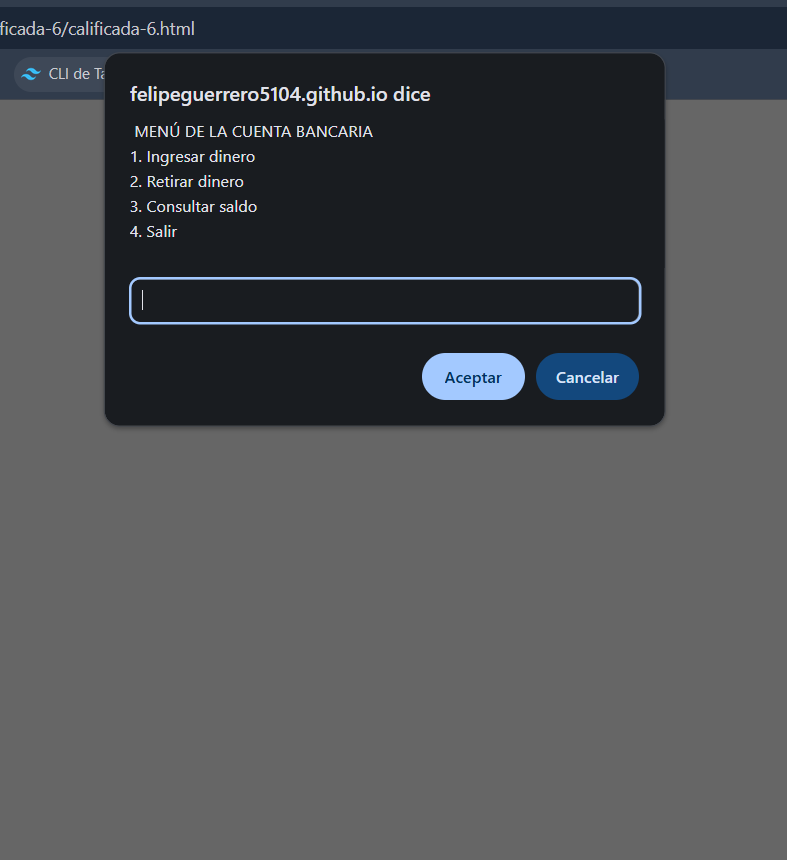 ficada-6/calificada-6.html
CLI de Ta
felipeguerrero5104.github.io dice
MENÚ DE LA CUENTA BANCARIA
1. Ingresar dinero
2. Retirar dinero
3. Consultar saldo
4. Salir
Aceptar
Cancelar